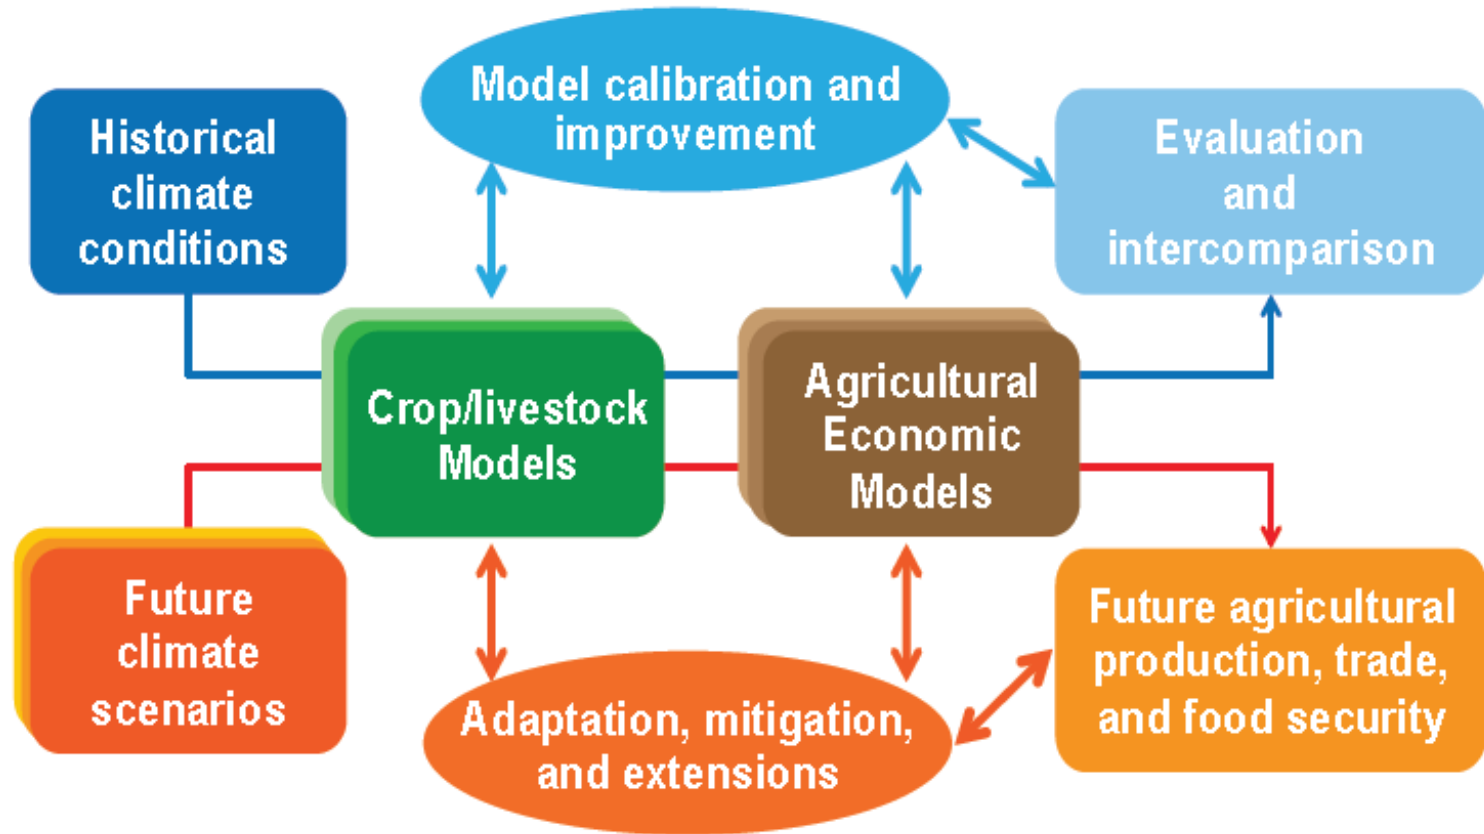 Model calibration and
improvement
Historical
climate
conditions
Evaluation
and
intercomparison
Crop/livestock
Models
Agricultural
Economic
Models
Future
climate
scenarios
Adaptation, mitigation,
and extensions
Future agricultural
production, trade,
and food security